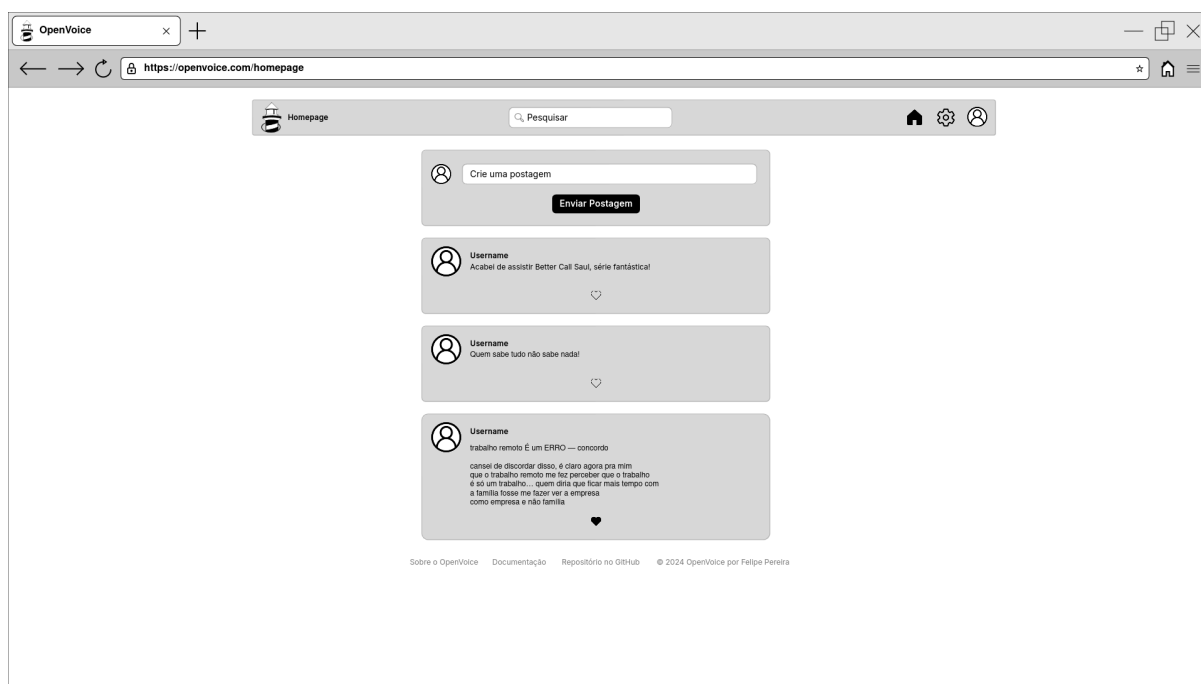 OpenVoice
https://openvoice.com/homepage
Homepage
Pesquisar
Crie uma postagem
Enviar Postagem
Username
Acabei de assistir Better Call Saul, série fantástica!
Username
Quem sabe tudo não sabe nada!
Username
trabalho remoto É um ERRO — concordo
cansei de discordar disso, é claro agora pra mim
que o trabalho remoto me fez perceber que o trabalho
é só um trabalho... quem diria que ficar mais tempo com
a família fosse me fazer ver a empresa
como empresa e não família
Sobre o OpenVoice Documentação Repositório no GitHub © 2024 OpenVoice por Felipe Pereira